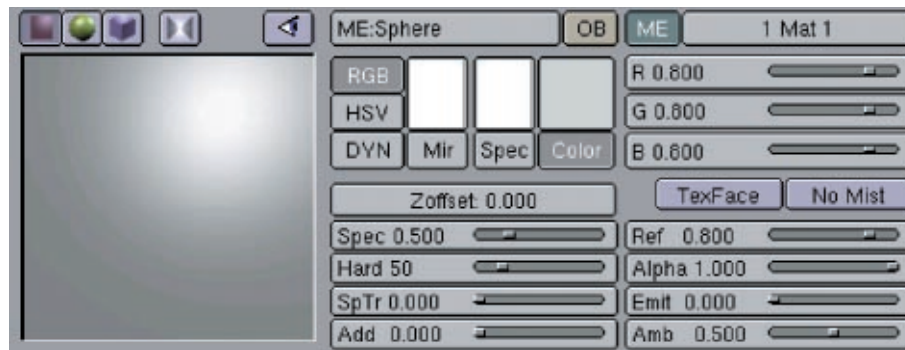 ME:Sphere OB ME 1 Mat 1
RGB
HSV
DYN Mir Spec Color
R 0.800
G 0.800
B 0.800
Zoffset: 0.000
TexFace No Mist
Spec 0.500
Hard 50
SpTr 0.000
Add 0.000
Ref 0.800
Alpha 1.000
Emit 0.000
Amb 0.500